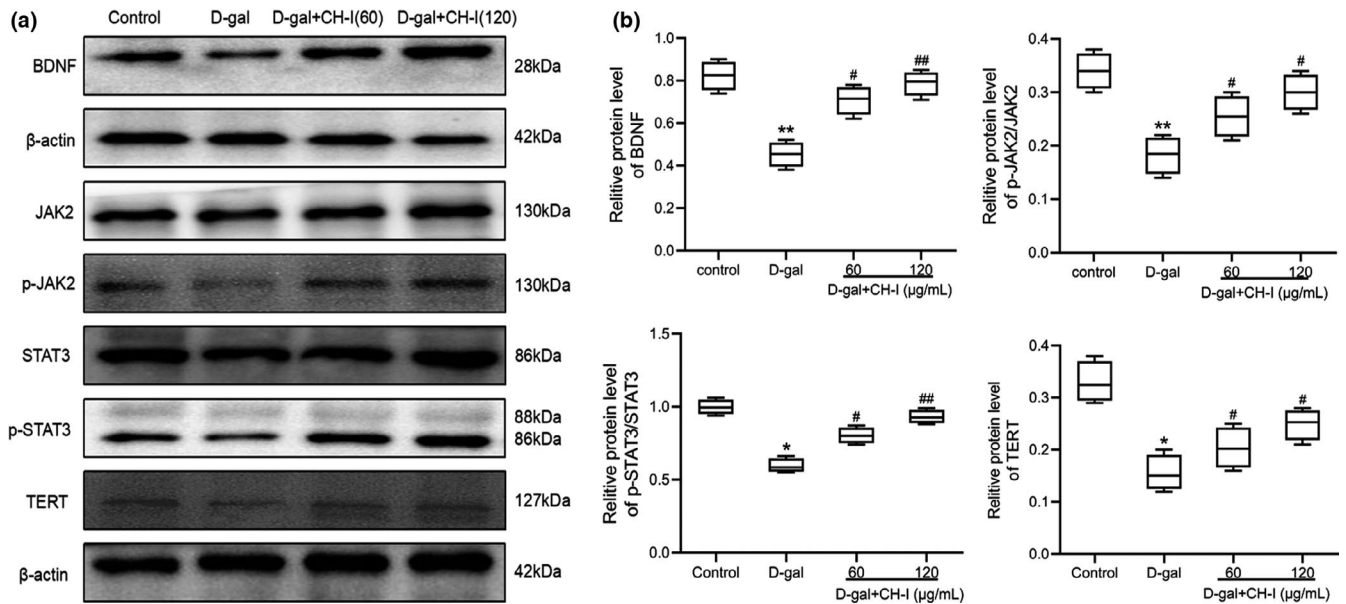 (a)
Control D-gal D-gal+CH-I(60) D-gal+CH-I(120)
BDNF 28kDa
β-actin 42kDa
JAK2 130kDa
p-JAK2 130kDa
STAT3 86kDa
88kDa
p-STAT3 86kDa
TERT 127kDa
β-actin 42kDa
(b)
Relitive protein level
of BDNF
1.0
0.8
0.6
0.4
0.2
0.0
**
#
##
control D-gal 60 120
D-gal+CH-I (μg/mL)
Relitive protein level
of p-JAK2/JAK2
0.4
0.3
0.2
0.1
0.0
**
#
#
control D-gal 60 120
D-gal+CH-I (μg/mL)
Relitive protein level
of p-STAT3/STAT3
1.5
1.0
0.5
0.0
*
#
##
Control D-gal 60 120
D-gal+CH-I (μg/mL)
Relitive protein level
of TERT
0.4
0.3
0.2
0.1
0.0
*
#
#
Control D-gal 60 120
D-gal+CH-I (μg/mL)